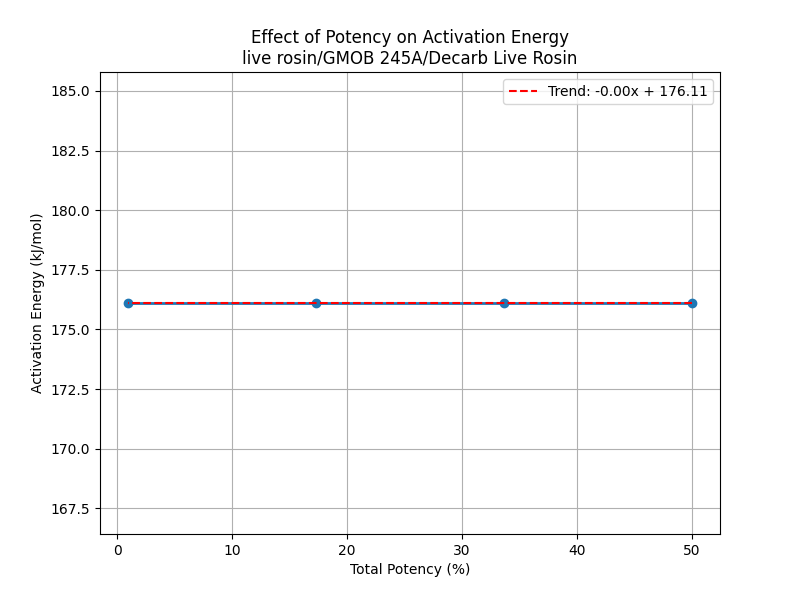 Effect of Potency on Activation Energy
live rosin/GMOB 245A/Decarb Live Rosin
Trend: -0.00x + 176.11
Activation Energy (kJ/mol)
185.0
182.5
180.0
177.5
175.0
172.5
170.0
167.5
0 10 20 30 40 50
Total Potency (%)